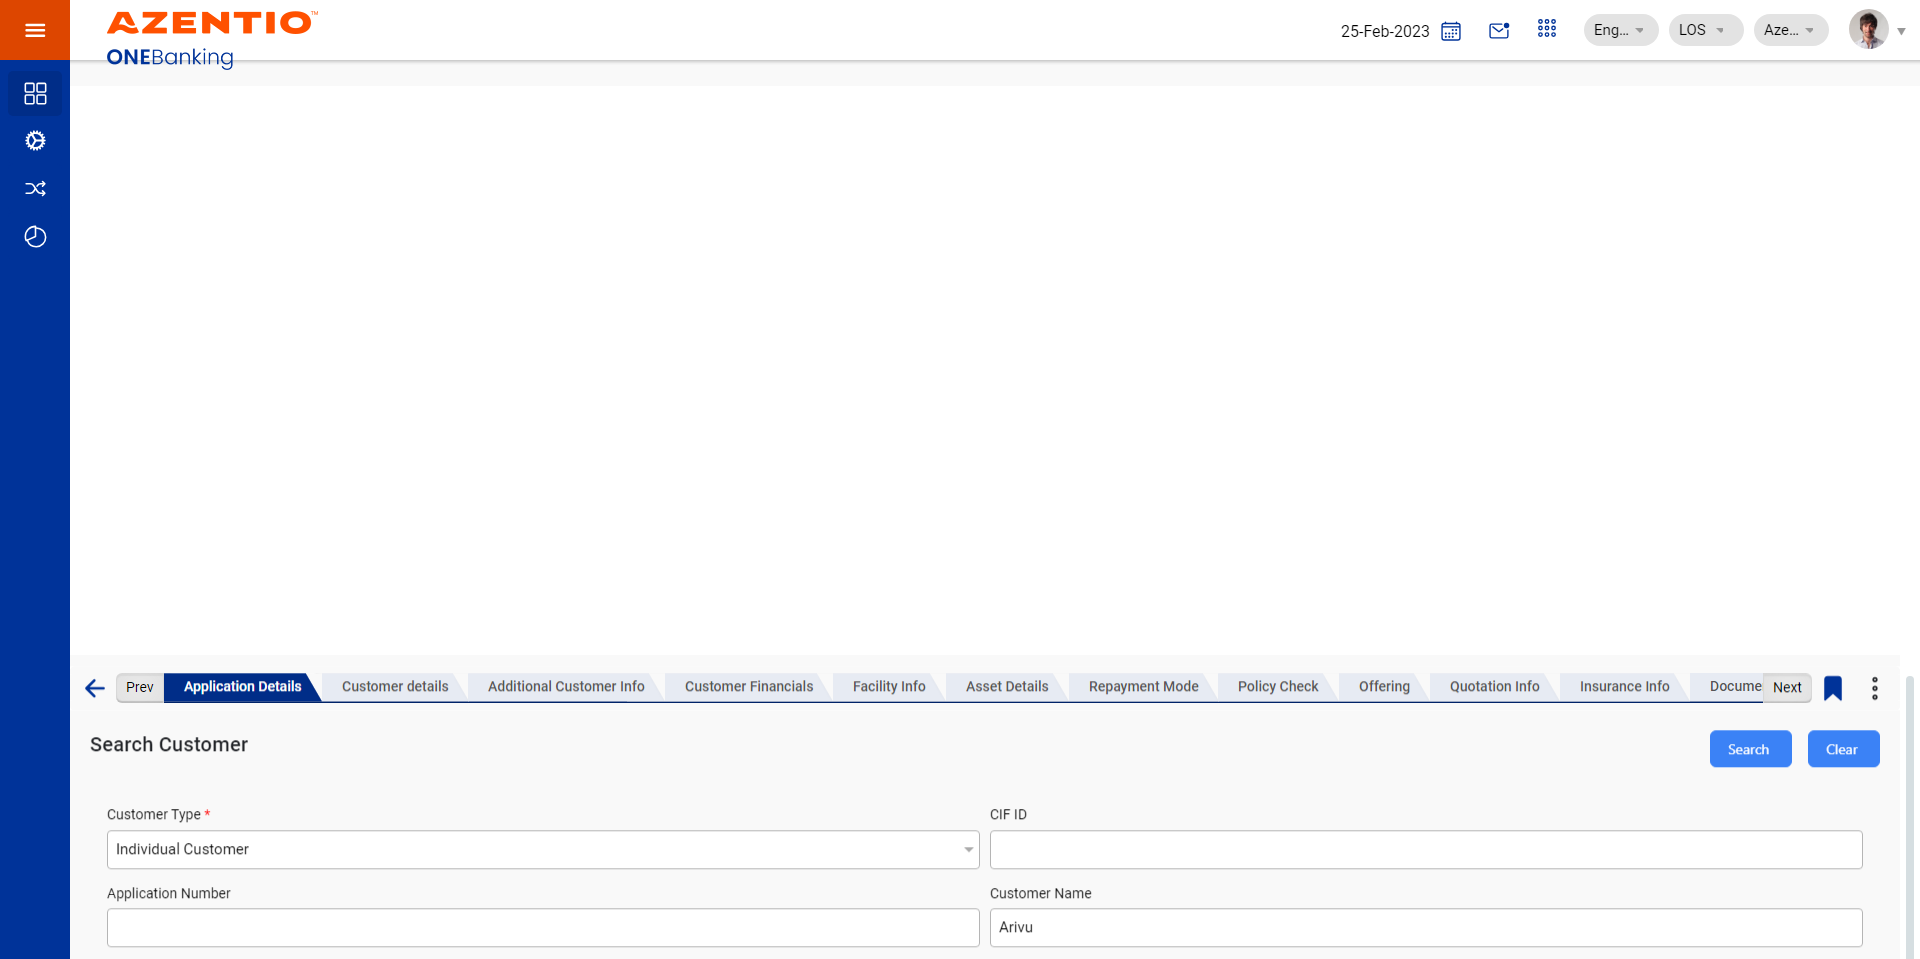 AZENTIO™
ONEBanking
25-Feb-2023
Eng...
LOS
Aze...
Prev
Application Details
Customer details
Additional Customer Info
Customer Financials
Facility Info
Asset Details
Repayment Mode
Policy Check
Offering
Quotation Info
Insurance Info
Docume
Next
Search Customer
Search
Clear
Customer Type *
CIF ID
Individual Customer
Application Number
Customer Name
Arivu